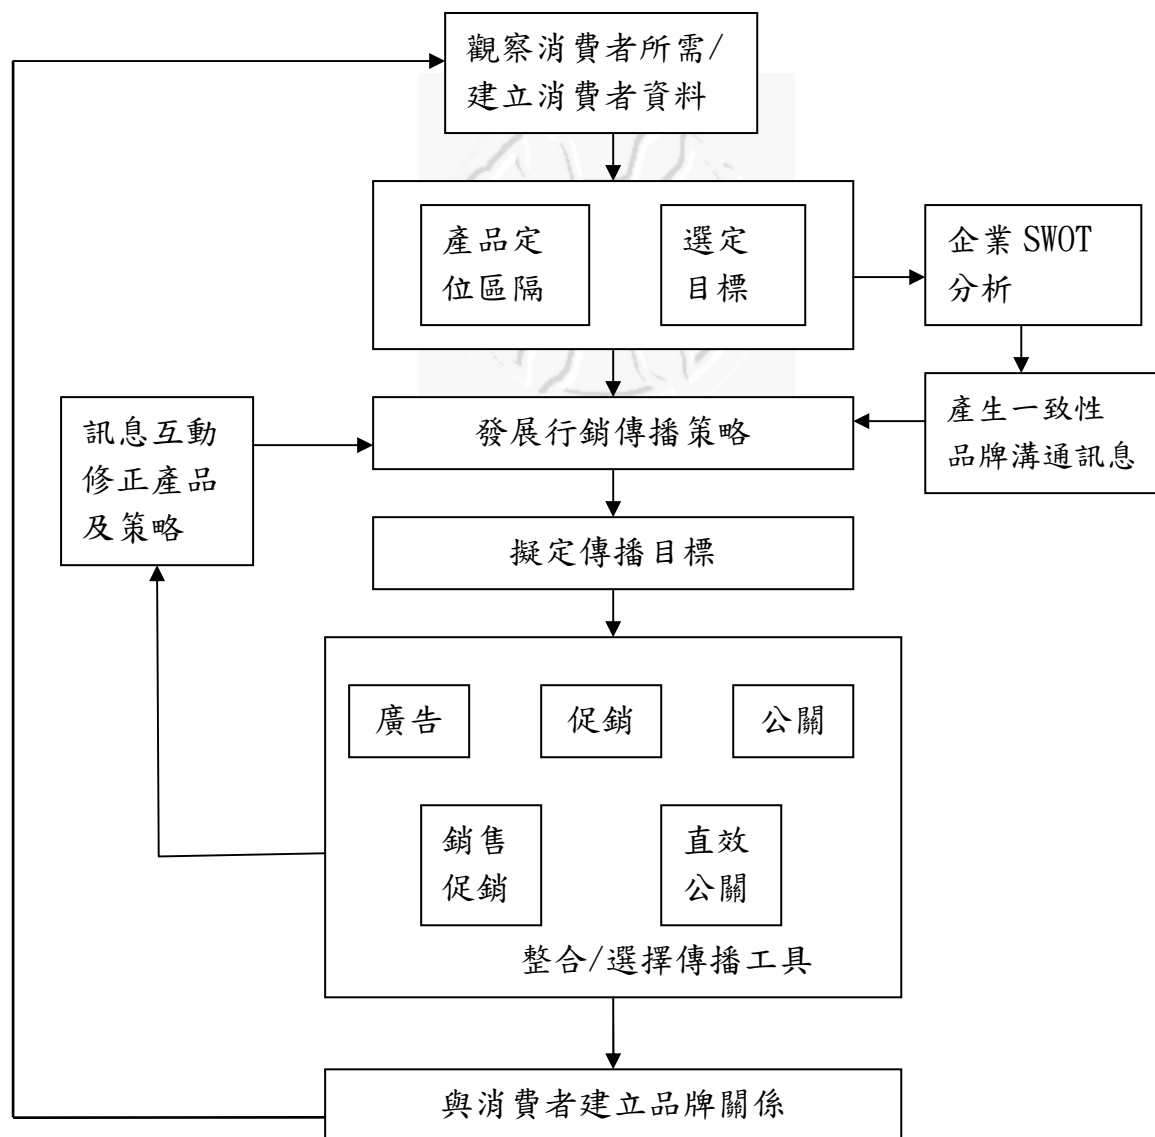 觀察消費者所需/
建立消費者資料
產品定
位區隔
選定
目標
企業 SWOT
分析
訊息互動
修正產品
及策略
發展行銷傳播策略
產生一致性
品牌溝通訊息
擬定傳播目標
廣告
促銷
公關
銷售
促銷
直效
公關
整合/選擇傳播工具
與消費者建立品牌關係